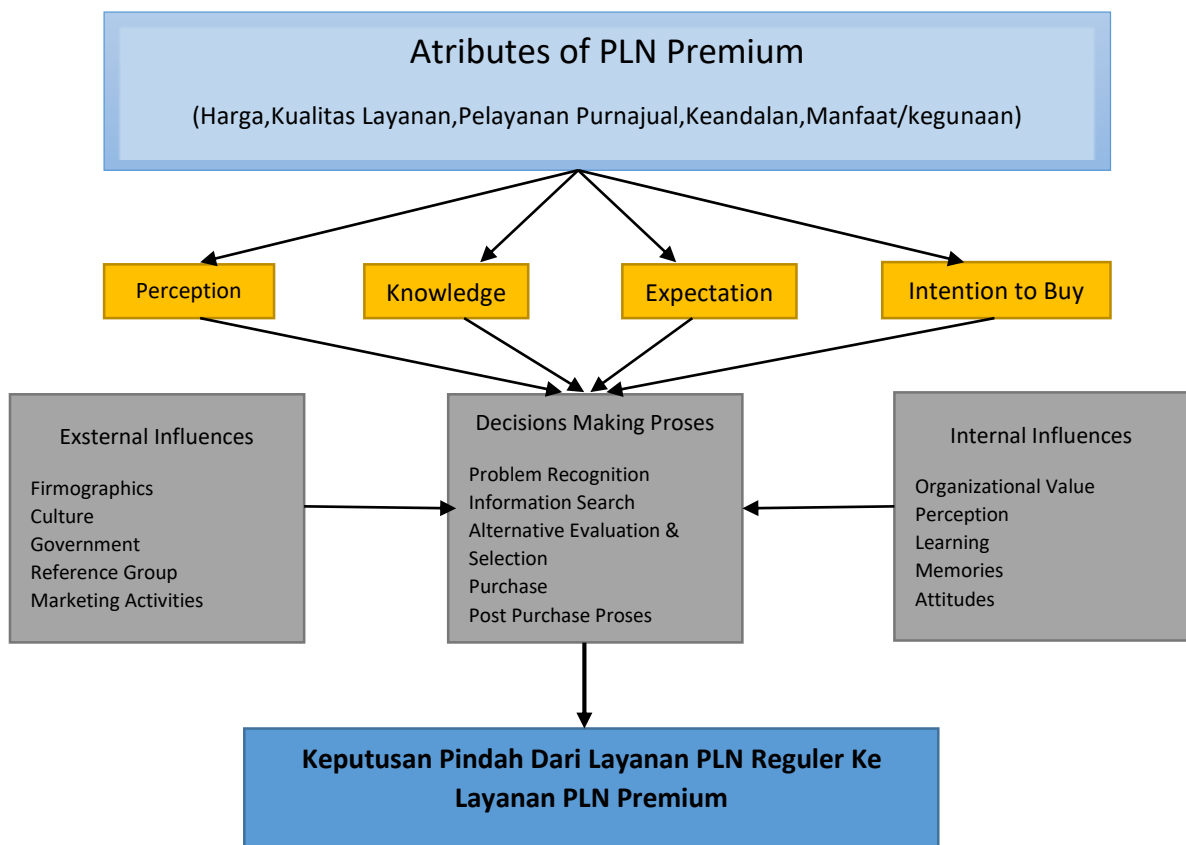 Atributes of PLN Premium
(Harga,Kualitas Layanan,Pelayanan Purnajual,Keandalan,Manfaat/kegunaan)
Perception
Knowledge
Expectation
Intention to Buy
Exsternal Influences
Firmographics
Culture
Government
Reference Group
Marketing Activities
Decisions Making Proses
Problem Recognition
Information Search
Alternative Evaluation &
Selection
Purchase
Post Purchase Proses
Internal Influences
Organizational Value
Perception
Learning
Memories
Attitudes
Keputusan Pindah Dari Layanan PLN Reguler Ke
Layanan PLN Premium